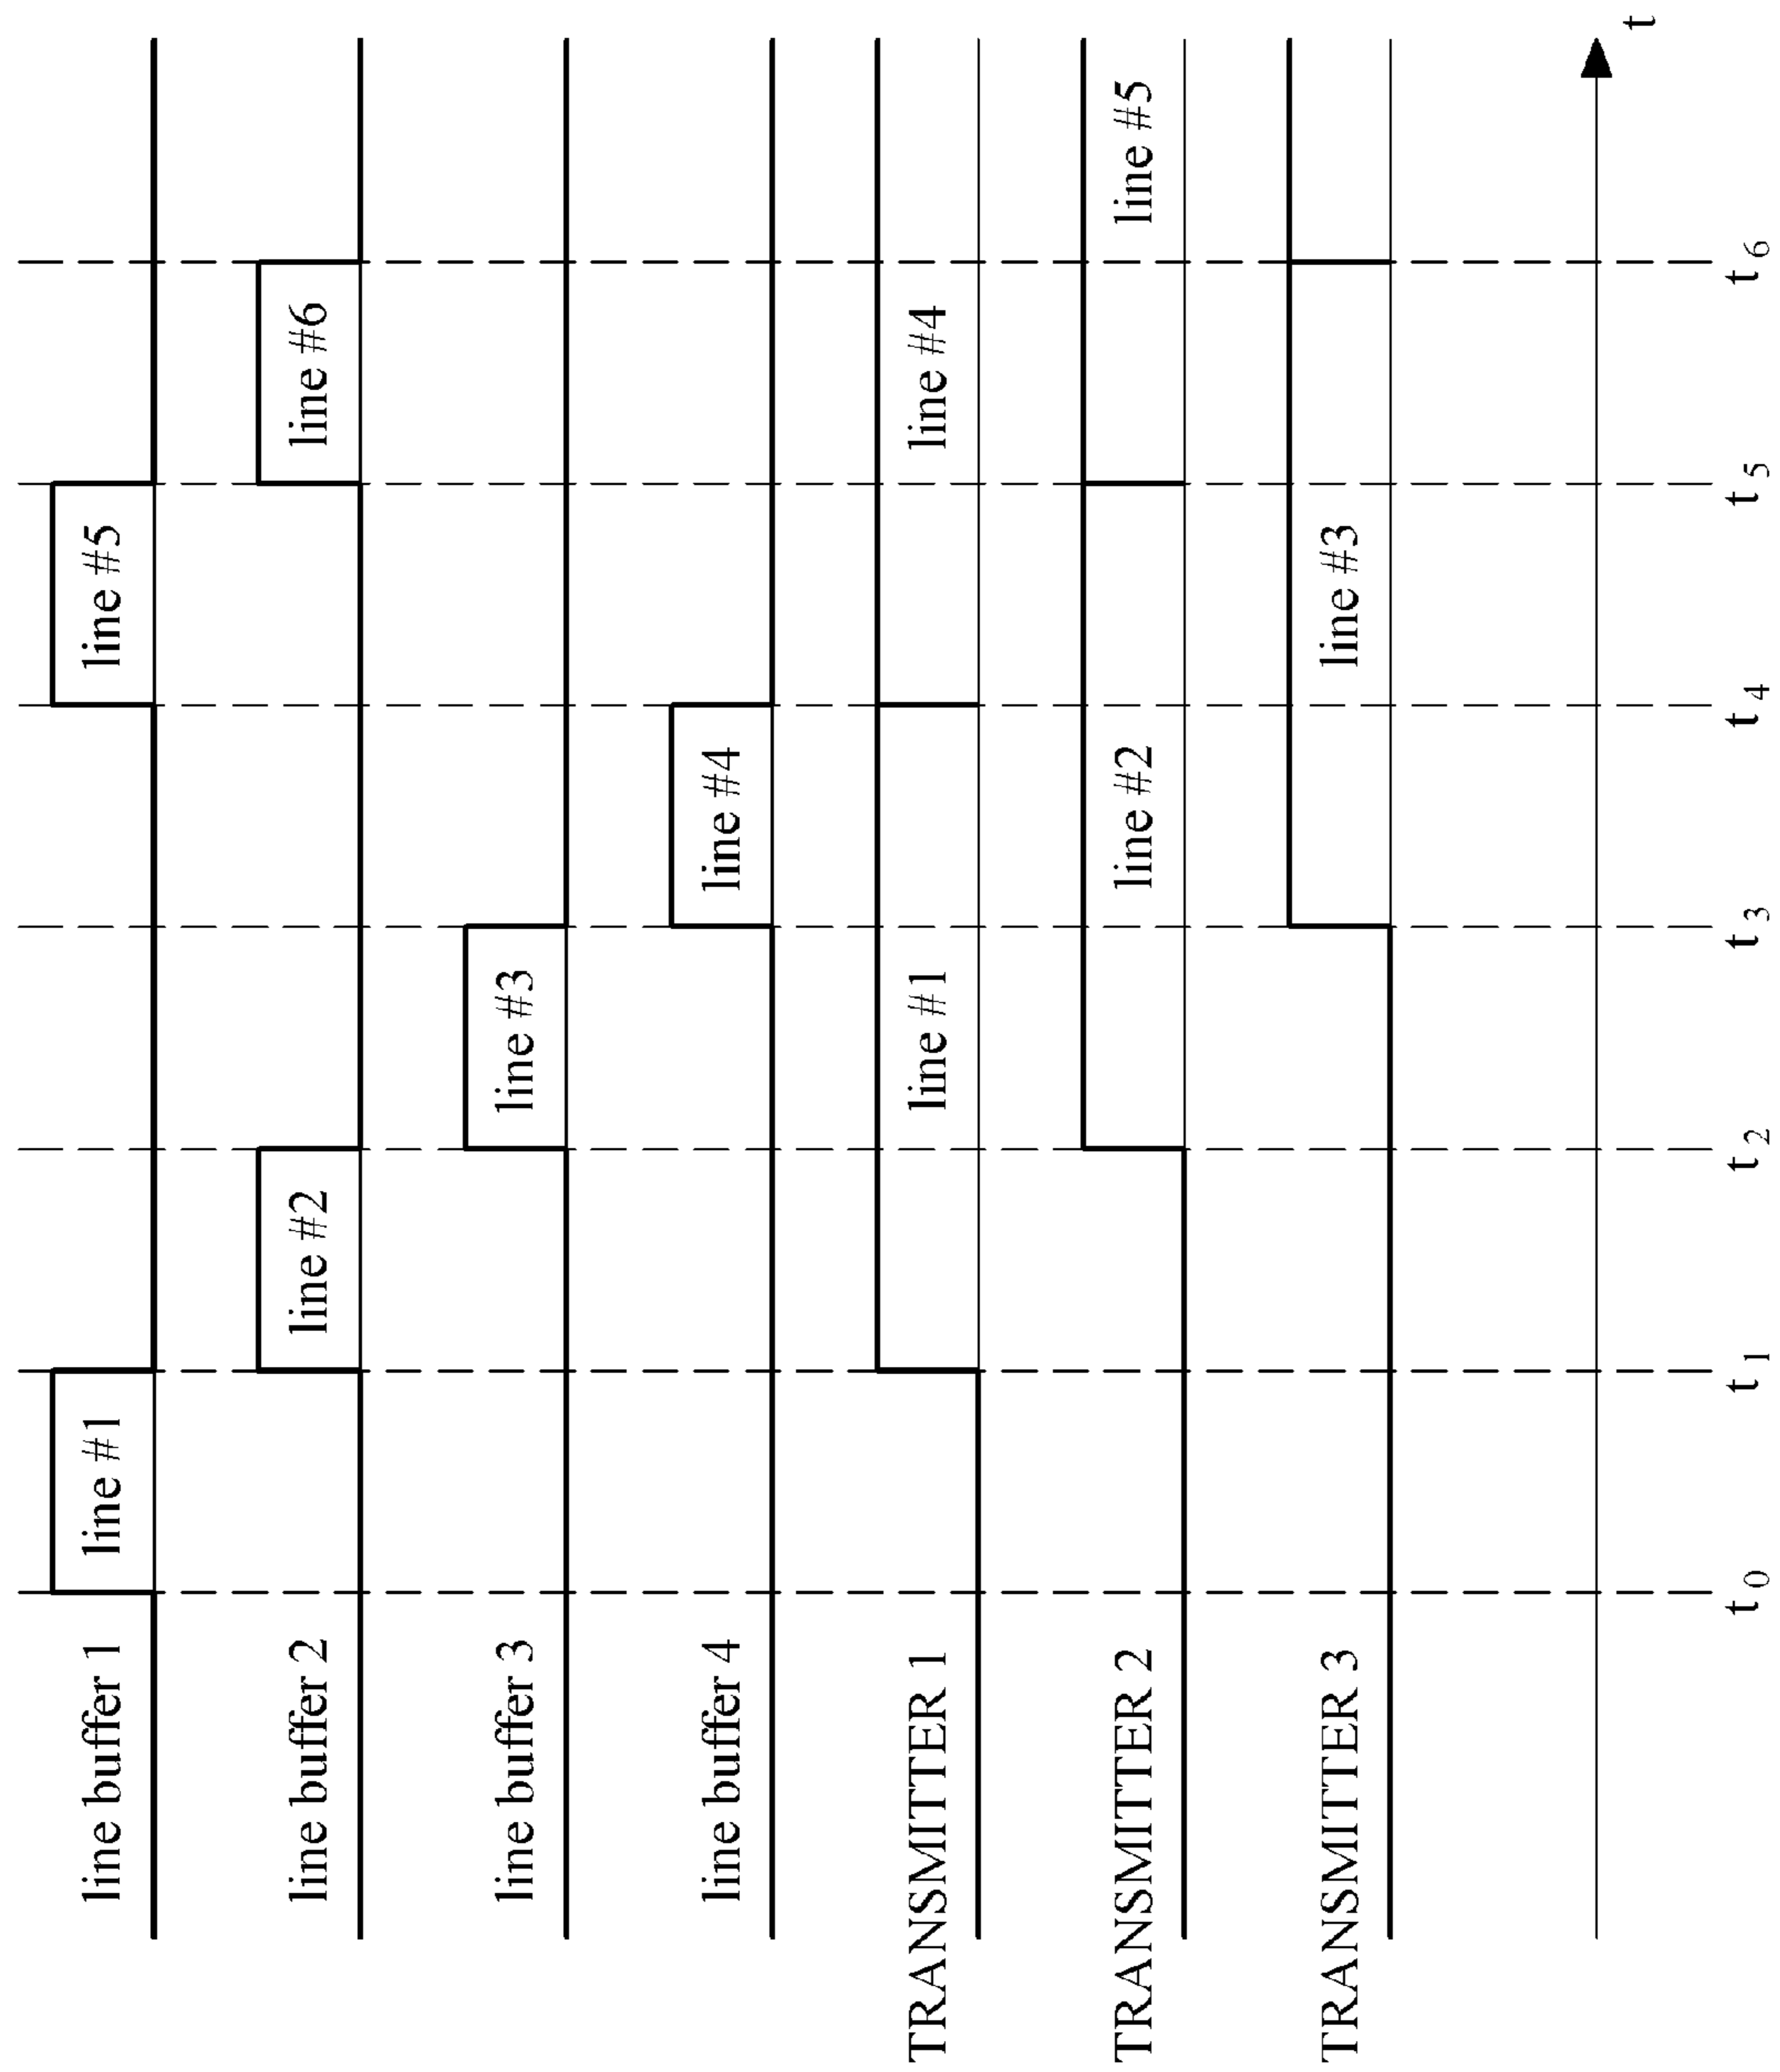 line buffer 1
line #1
line #5
line buffer 2
line #2
line #6
line buffer 3
line #3
line buffer 4
line #4
TRANSMITTER 1
line #1
line #4
TRANSMITTER 2
line #2
line #5
TRANSMITTER 3
line #3
t
t0
t1
t2
t3
t4
t5
t6